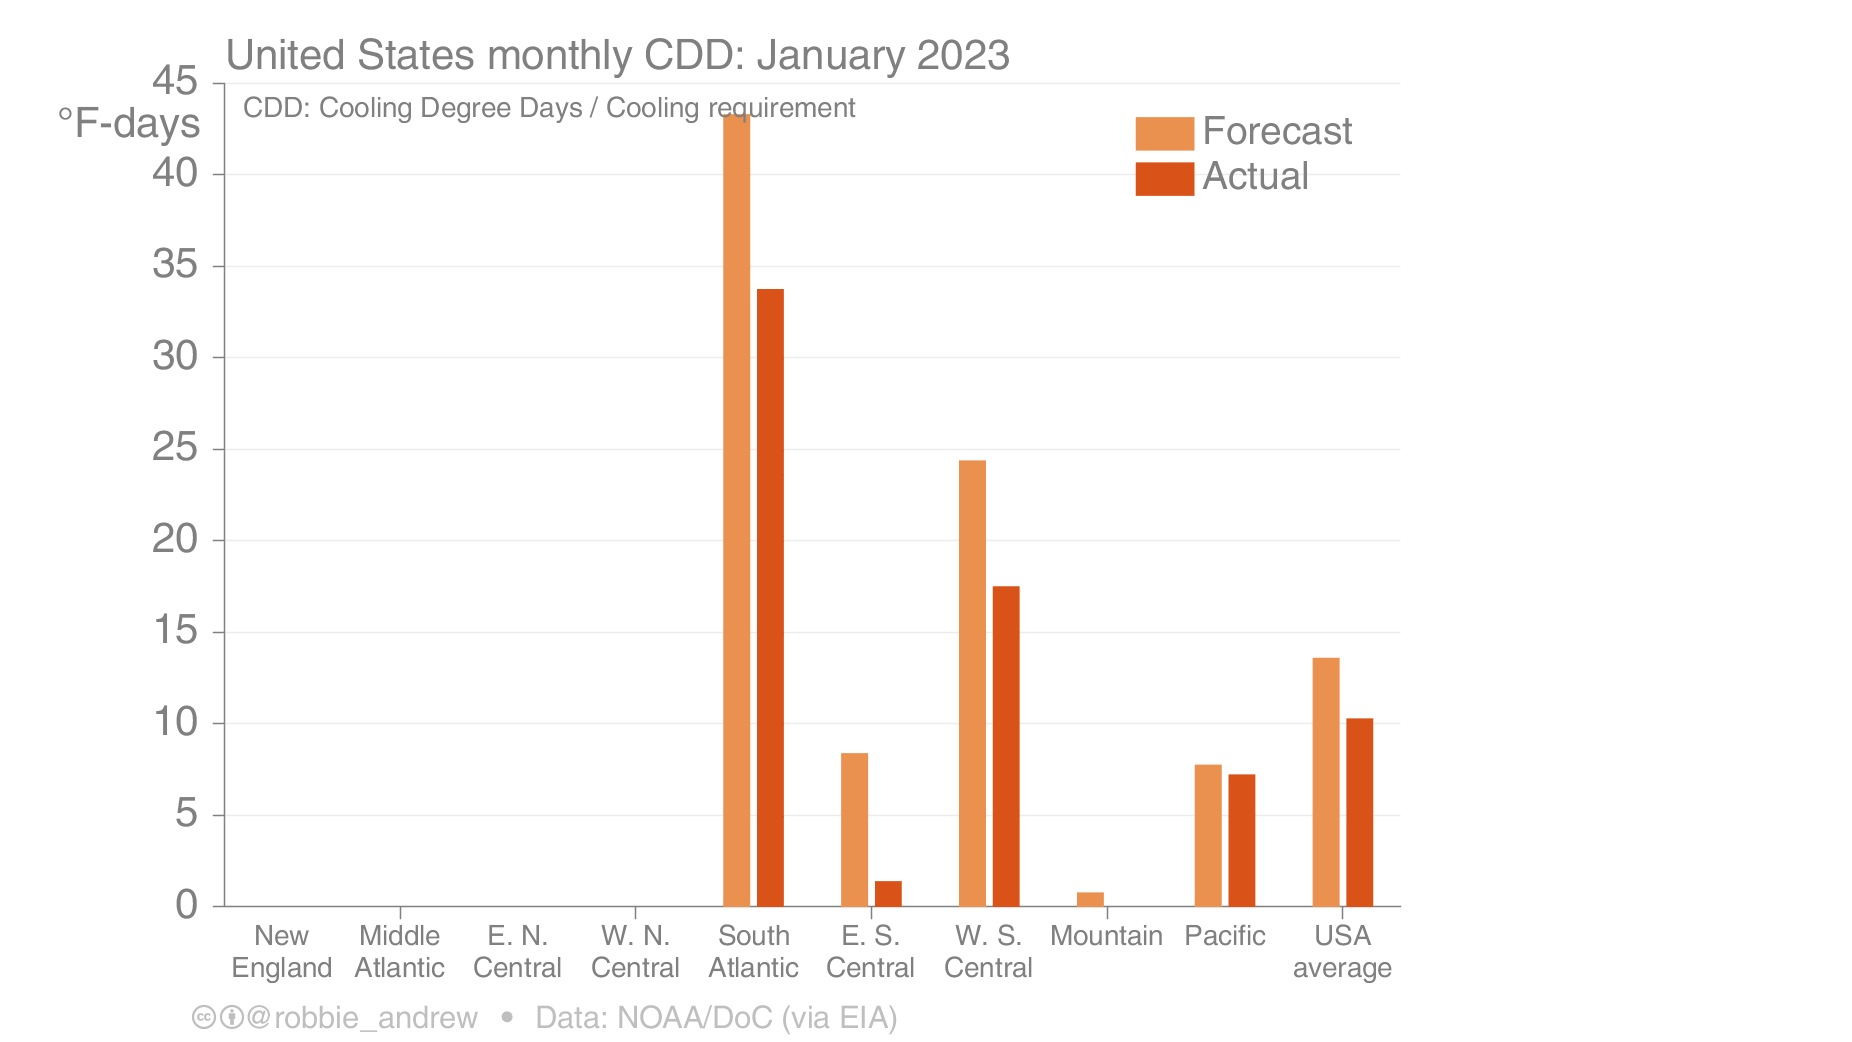 United States monthly CDD: January 2023
45
°F-days
CDD: Cooling Degree Days / Cooling requirement
Forecast
Actual
40
35
30
25
20
15
10
5
0
New England
Middle Atlantic
E. N. Central
W. N. Central
South Atlantic
E. S. Central
W. S. Central
Mountain
Pacific
USA average
cc @robbie_andrew • Data: NOAA/DoC (via EIA)